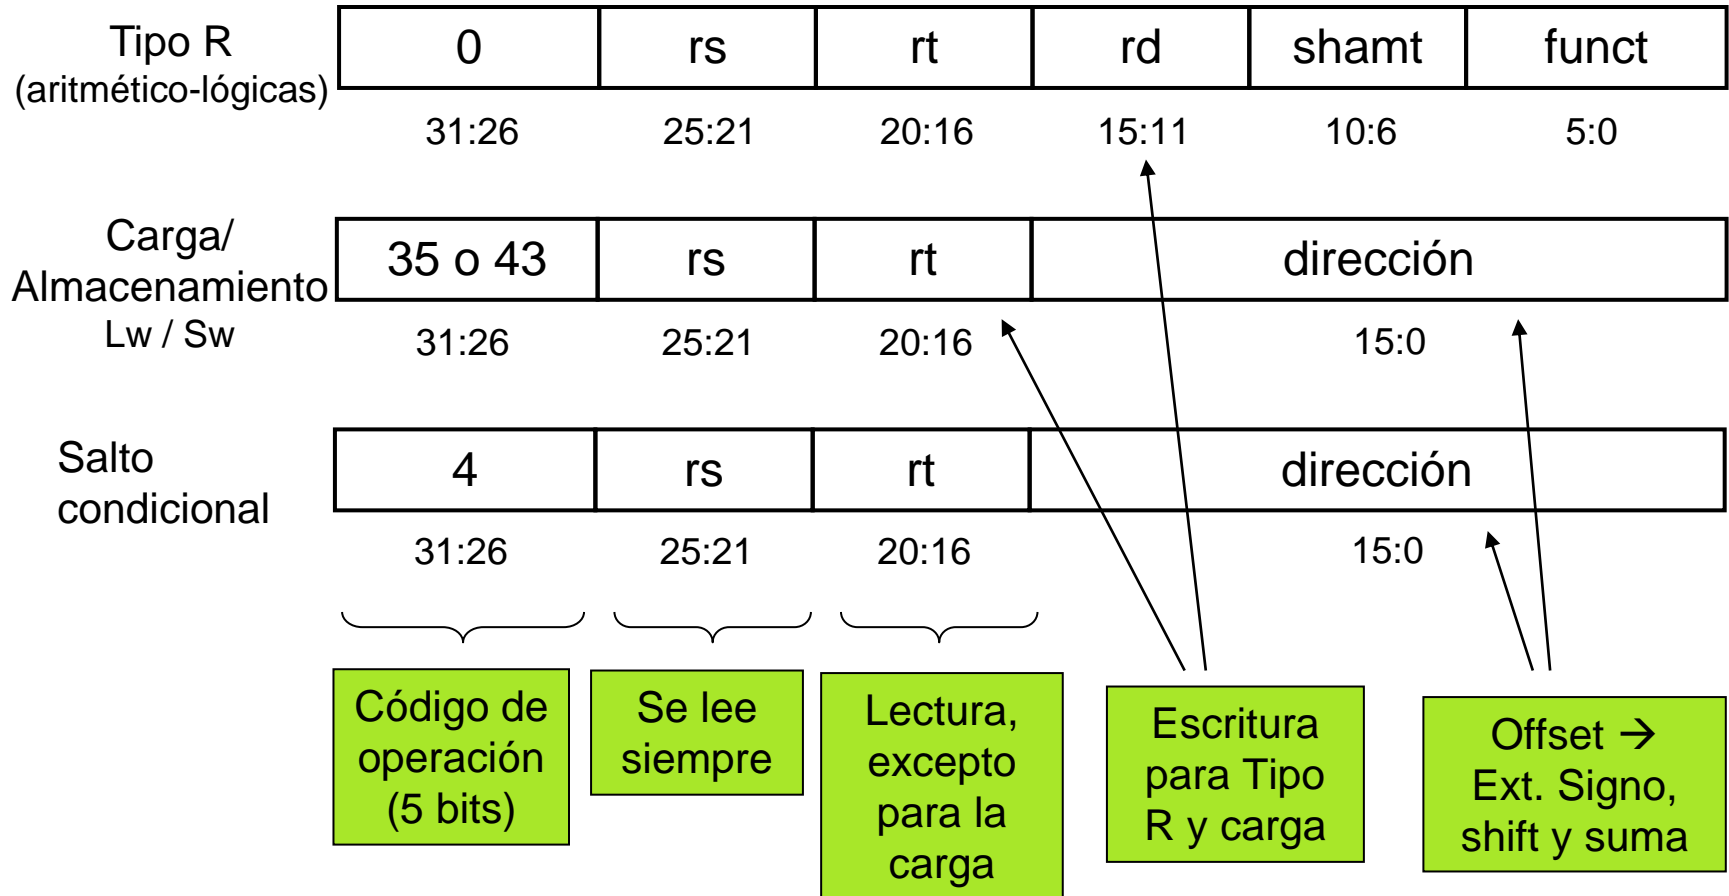 Tipo R
(aritmético-lógicas)
0 rs rt rd shamt funct
31:26 25:21 20:16 15:11 10:6 5:0
Carga/
Almacenamiento
Lw / Sw
35 o 43 rs rt dirección
31:26 25:21 20:16 15:0
Salto
condicional
4 rs rt dirección
31:26 25:21 20:16 15:0
Código de
operación
(5 bits)
Se lee
siempre
Lectura,
excepto
para la
carga
Escritura
para Tipo
R y carga
Offset →
Ext. Signo,
shift y suma